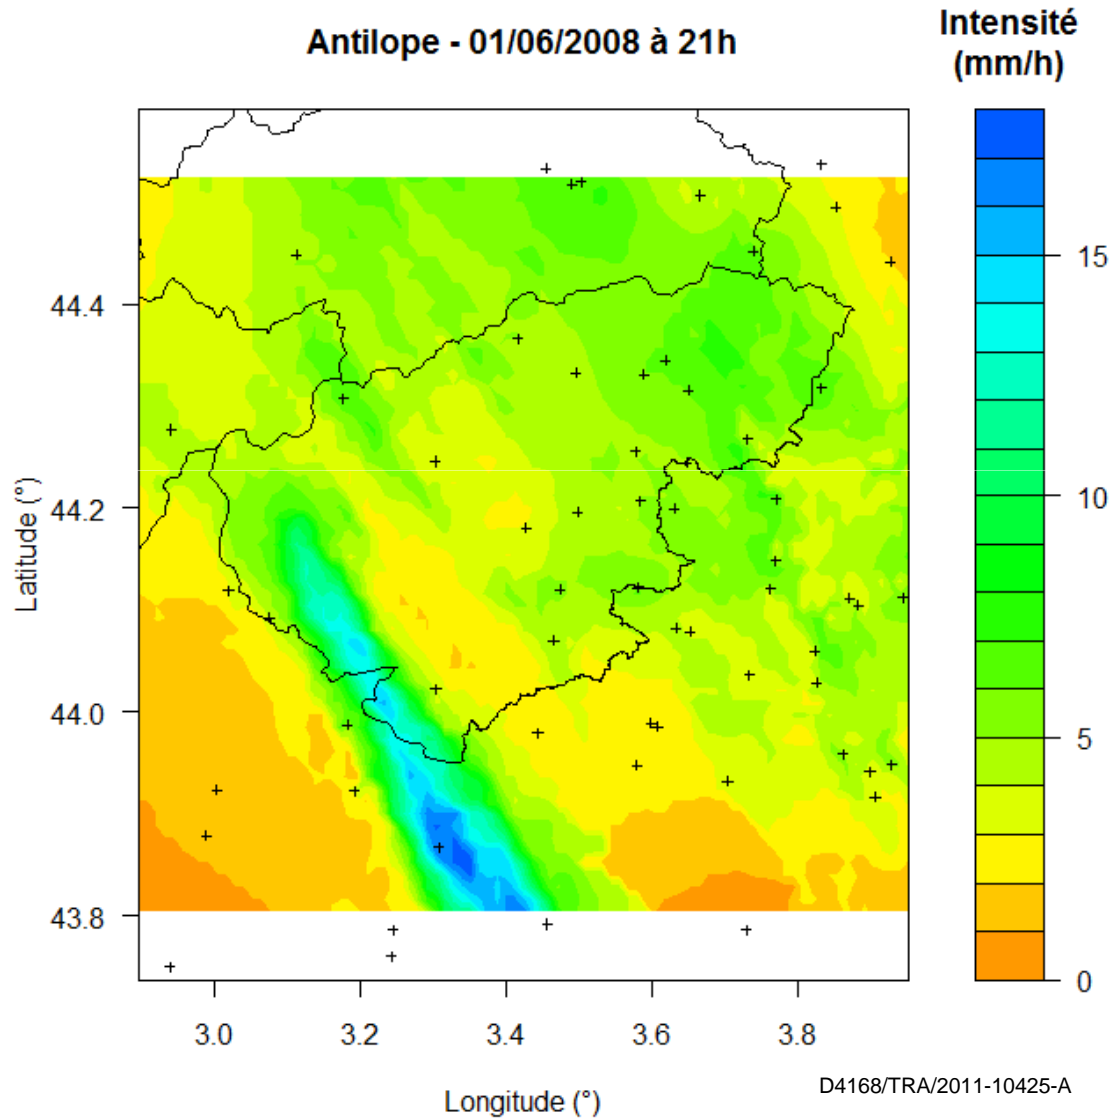 Antilope - 01/06/2008 à 21h
Intensité
(mm/h)
15
10
5
0
Latitude (°)
44.4
44.2
44.0
43.8
3.0 3.2 3.4 3.6 3.8
Longitude (°)
D4168/TRA/2011-10425-A